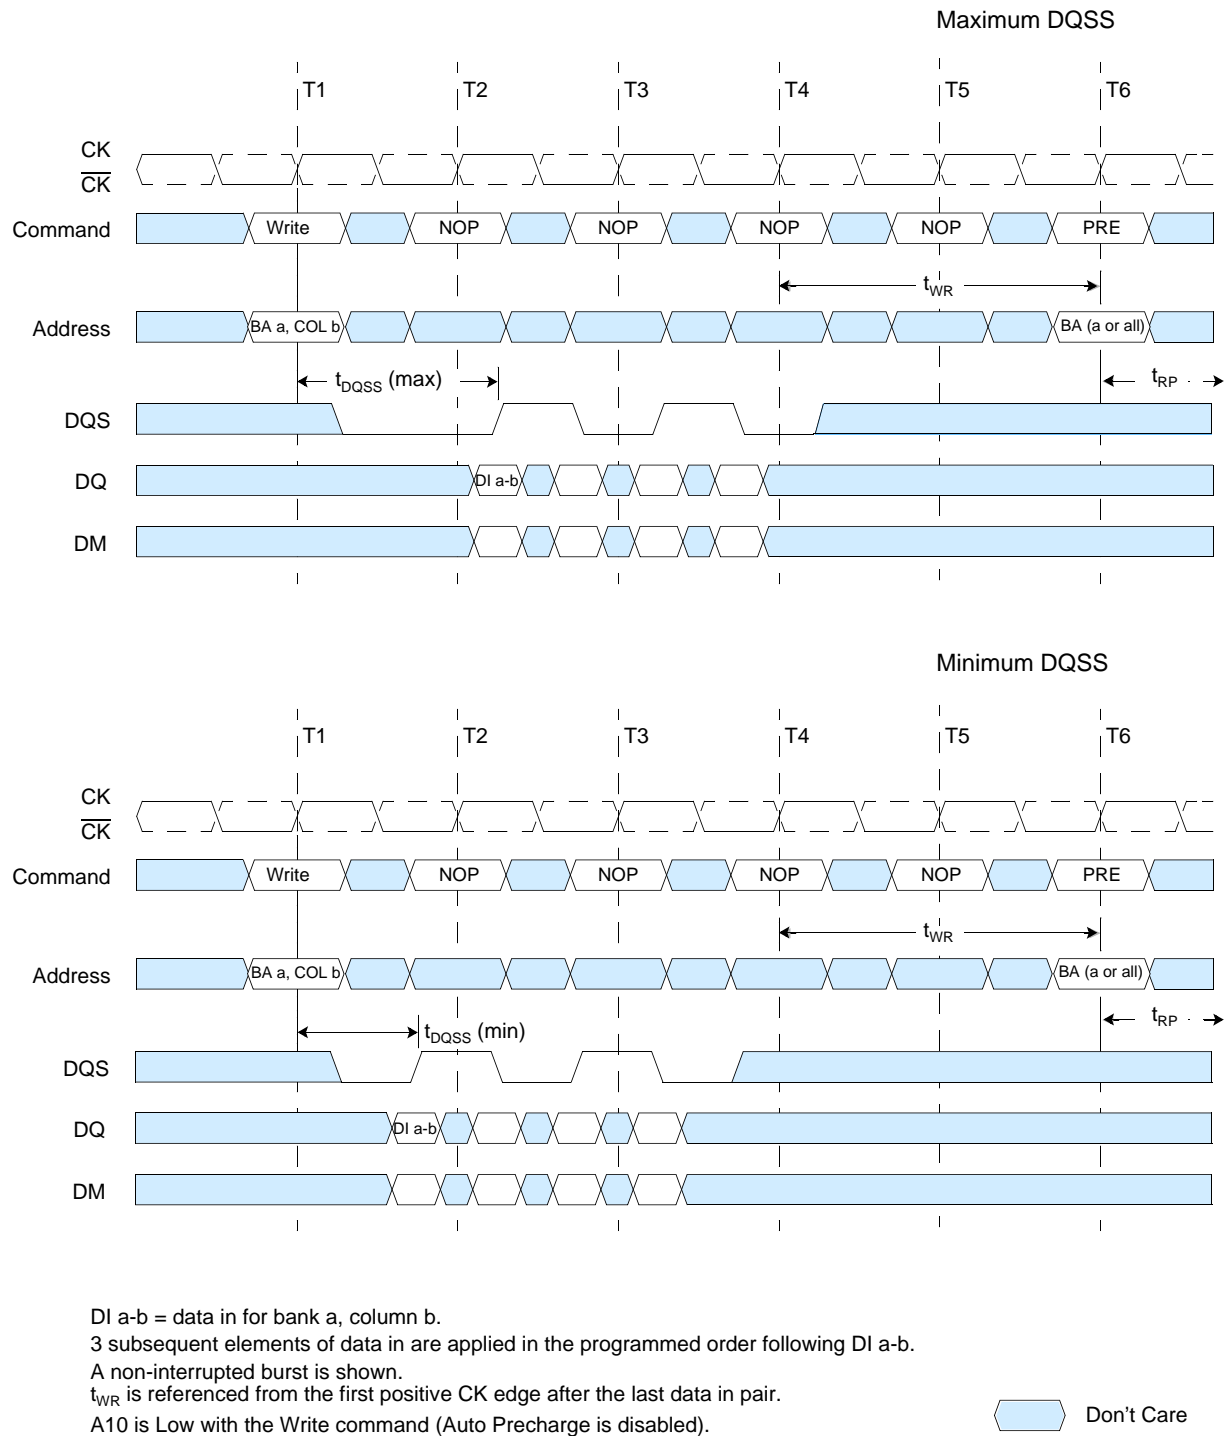 Maximum DQSS
T1 T2 T3 T4 T5 T6
CK
CK
Command Write NOP NOP NOP NOP PRE
tWR
Address BA a, COL b BA (a or all)
tDQSS (max) tRP
DQS
DQ DI a-b
DM
Minimum DQSS
T1 T2 T3 T4 T5 T6
CK
CK
Command Write NOP NOP NOP NOP PRE
tWR
Address BA a, COL b BA (a or all)
tDQSS (min) tRP
DQS
DQ DI a-b
DM
DI a-b = data in for bank a, column b.
3 subsequent elements of data in are applied in the programmed order following DI a-b.
A non-interrupted burst is shown.
tWR is referenced from the first positive CK edge after the last data in pair.
A10 is Low with the Write command (Auto Precharge is disabled).
Don't Care